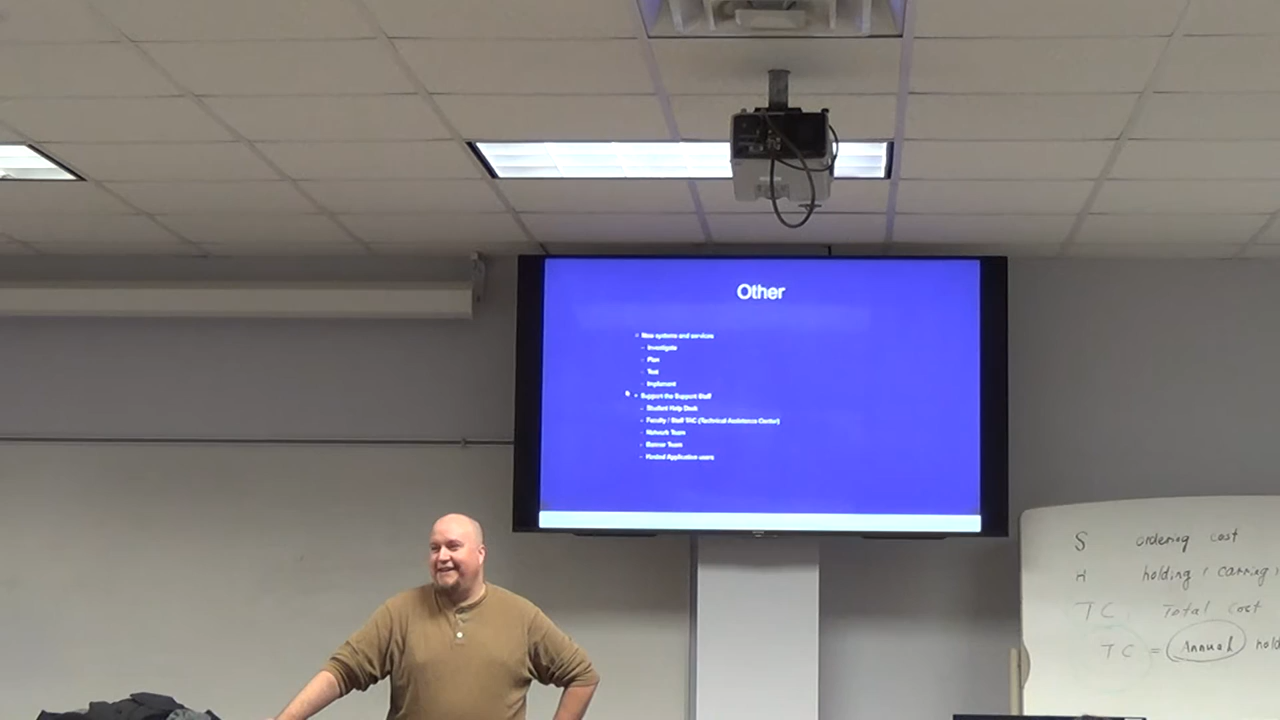 Other
New systems and services
Investigate
Plan
Test
Implement
Support the Support Staff
Student Help Desk
Faculty / Staff TAC (Technical Assistance Center)
Network Team
Banner Team
Hosted Application users
S ordering cost
H holding / carrying
TC Total Cost
TC = Annual hold